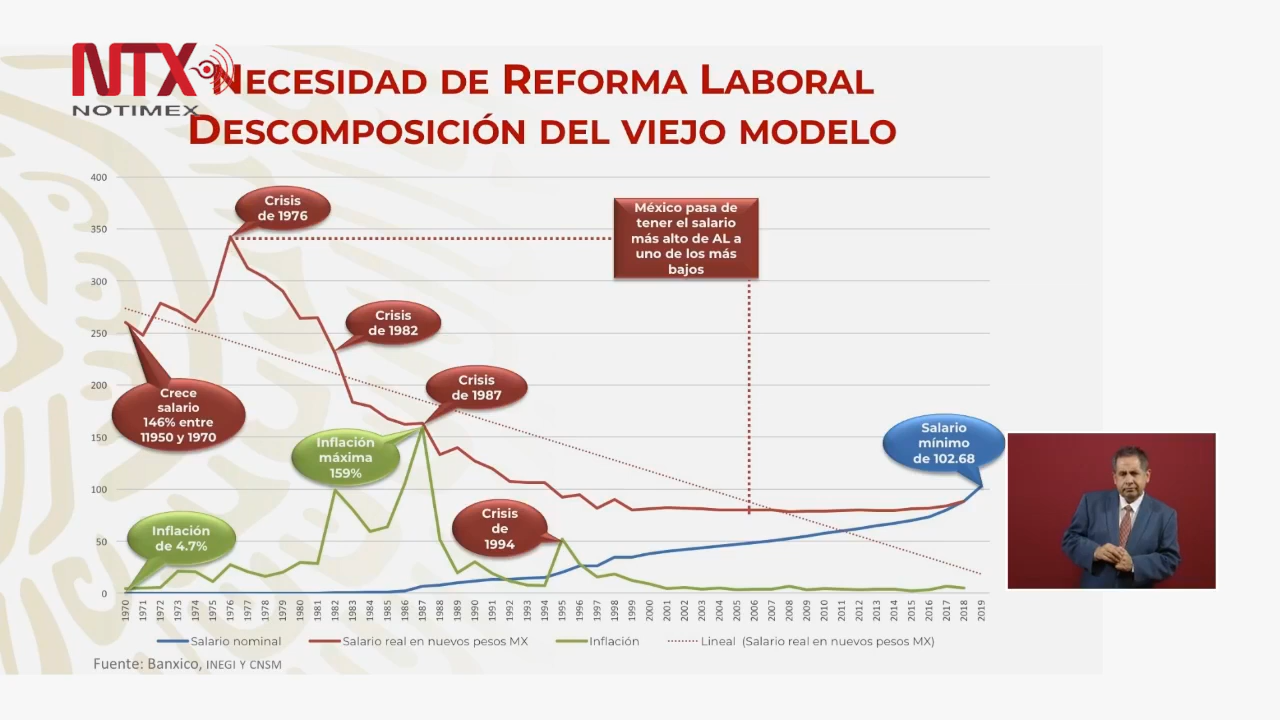 NTX
NOTIMEX
NECESIDAD DE REFORMA LABORAL
DESCOMPOSICIÓN DEL VIEJO MODELO
400
350
300
250
200
150
100
50
0
Crisis
de 1976
México pasa de
tener el salario
más alto de AL a
uno de los más
bajos
Crisis
de 1982
Crisis
de 1987
Crece
salario
146% entre
11950 y 1970
Inflación
máxima
159%
Salario
mínimo
de 102.68
Crisis
de
1994
Inflación
de 4.7%
1970
1971
1972
1973
1974
1975
1976
1977
1978
1979
1980
1981
1982
1983
1984
1985
1986
1987
1988
1989
1990
1991
1992
1993
1994
1995
1996
1997
1998
1999
2000
2001
2002
2003
2004
2005
2006
2007
2008
2009
2010
2011
2012
2013
2014
2015
2016
2017
2018
2019
Salario nominal
Salario real en nuevos pesos MX
Inflación
Lineal (Salario real en nuevos pesos MX)
Fuente: Banxico, INEGI Y CNSM